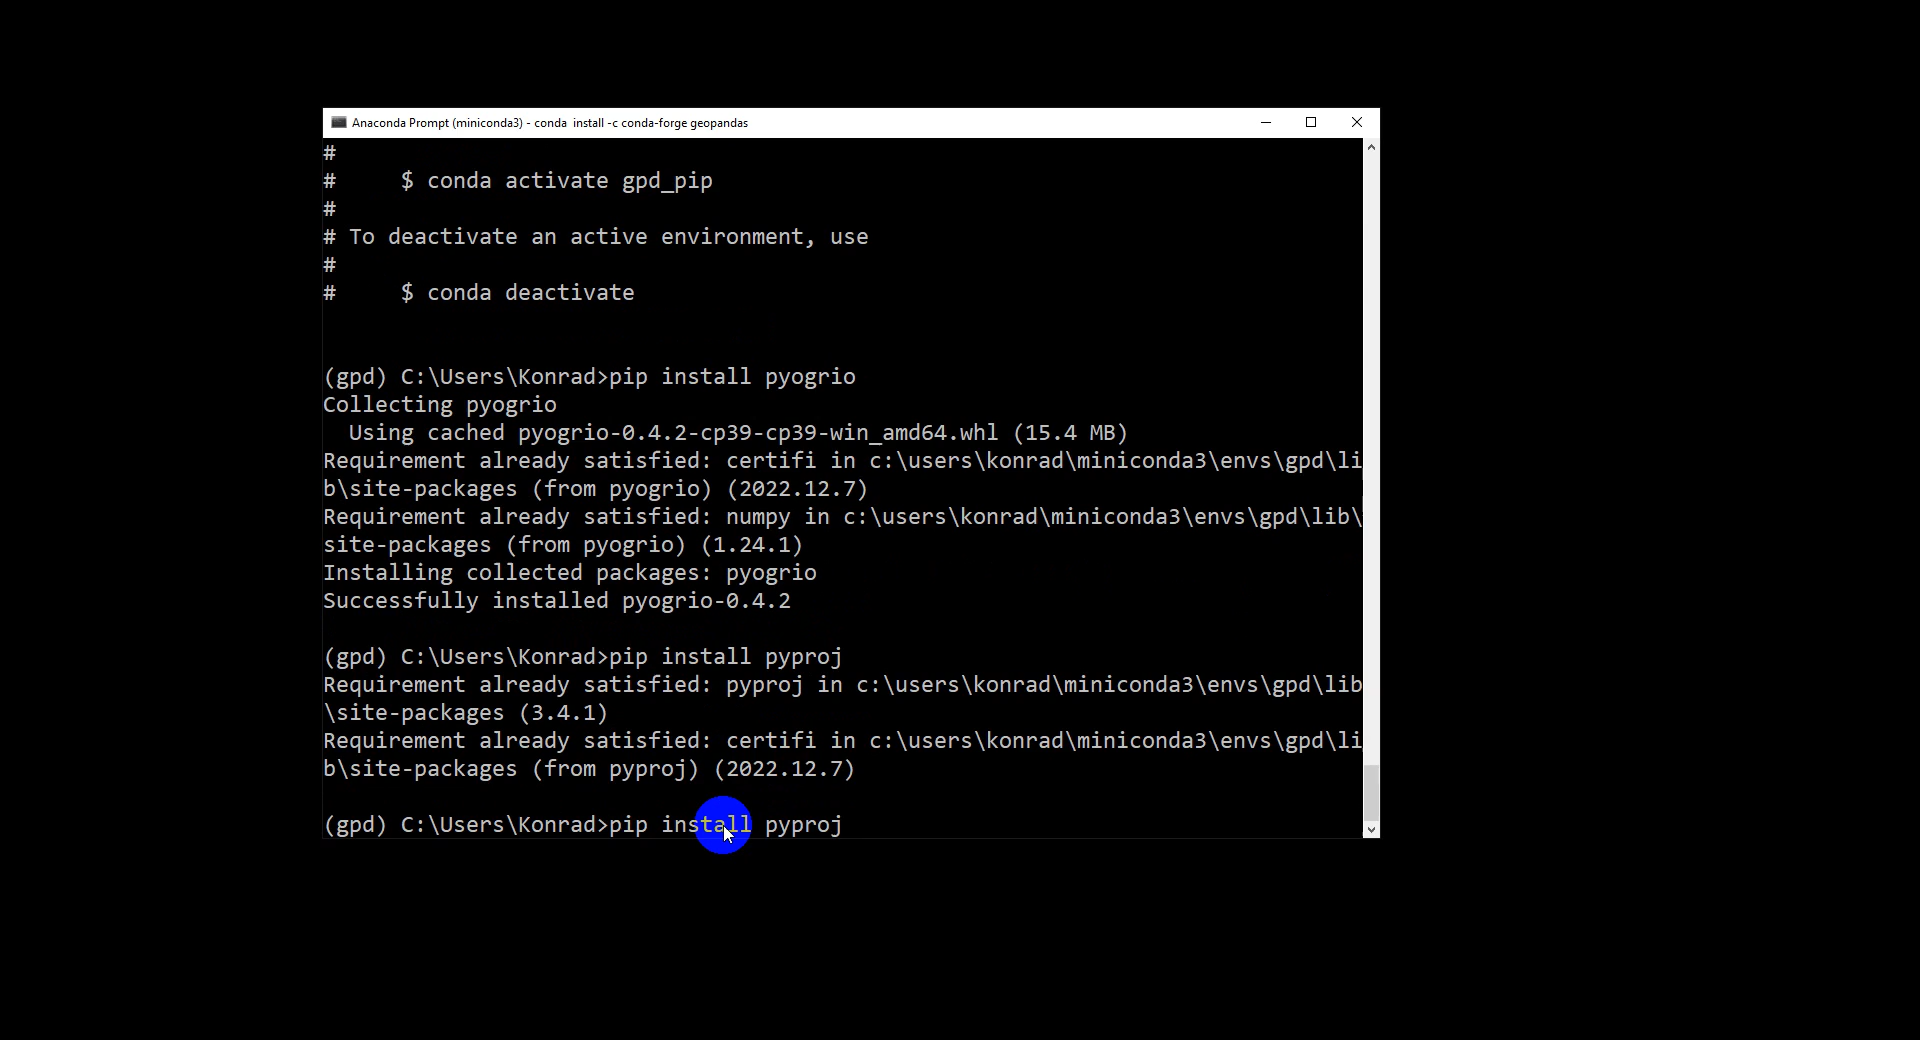 Anaconda Prompt (miniconda3) - conda  install -c conda-forge geopandas
#
#     $ conda activate gpd_pip
#
# To deactivate an active environment, use
#
#     $ conda deactivate
(gpd) C:\Users\Konrad>pip install pyogrio
Collecting pyogrio
  Using cached pyogrio-0.4.2-cp39-cp39-win_amd64.whl (15.4 MB)
Requirement already satisfied: certifi in c:\users\konrad\miniconda3\envs\gpd\li
b\site-packages (from pyogrio) (2022.12.7)
Requirement already satisfied: numpy in c:\users\konrad\miniconda3\envs\gpd\lib\
site-packages (from pyogrio) (1.24.1)
Installing collected packages: pyogrio
Successfully installed pyogrio-0.4.2
(gpd) C:\Users\Konrad>pip install pyproj
Requirement already satisfied: pyproj in c:\users\konrad\miniconda3\envs\gpd\lib
\site-packages (3.4.1)
Requirement already satisfied: certifi in c:\users\konrad\miniconda3\envs\gpd\li
b\site-packages (from pyproj) (2022.12.7)
(gpd) C:\Users\Konrad>pip install pyproj